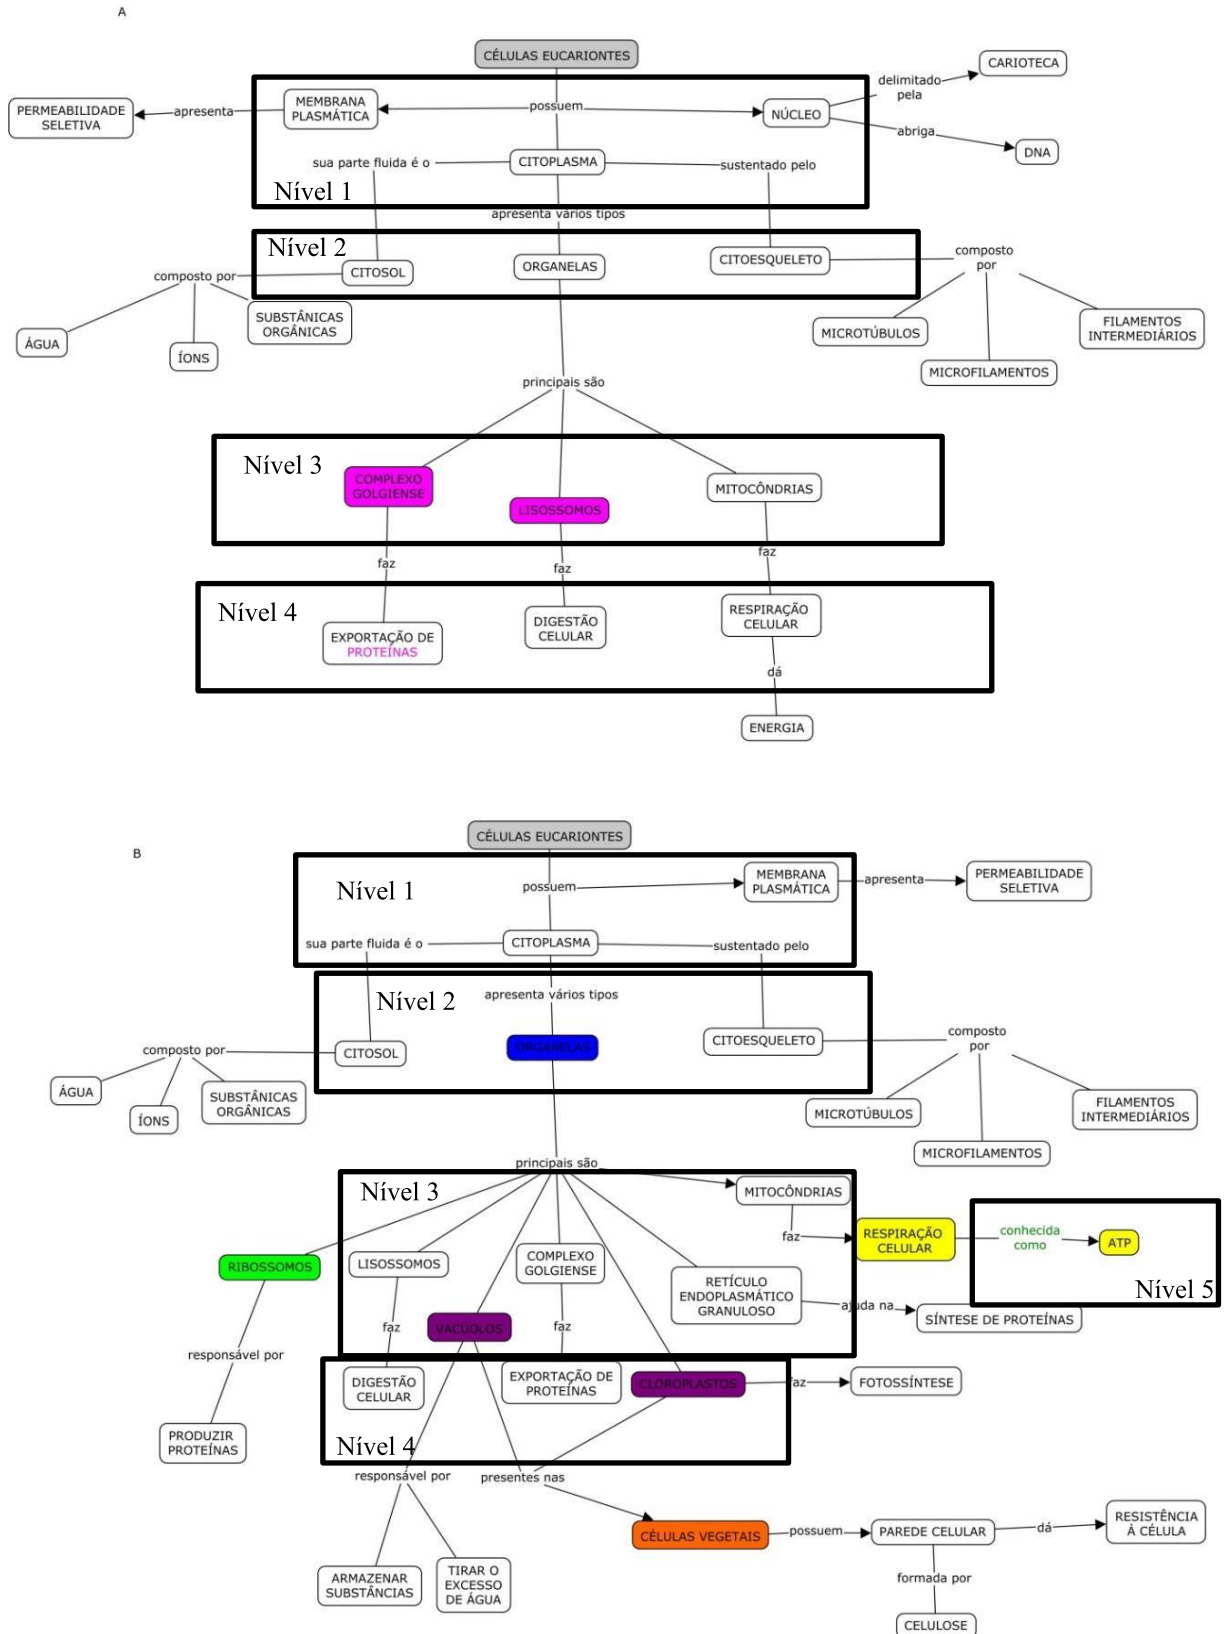 A
CÉLULAS EUCARIONTES
CARIOTECA
delimitado
pela
MEMBRANA
PLASMÁTICA
possuem
NÚCLEO
PERMEABILIDADE
SELETIVA
apresenta
abriga
DNA
sua parte fluida é o
CITOPLASMA
sustentado pelo
Nível 1
apresenta vários tipos
Nível 2
CITOSOL
ORGANELAS
CITOESQUELETO
composto
por
composto por
SUBSTÂNICAS
ORGÂNICAS
ÁGUA
ÍONS
MICROTÚBULOS
FILAMENTOS
INTERMEDIÁRIOS
MICROFILAMENTOS
principais são
Nível 3
COMPLEXO
GOLGIENSE
LISOSSOMOS
MITOCÔNDRIAS
faz
faz
faz
Nível 4
EXPORTAÇÃO DE
PROTEÍNAS
DIGESTÃO
CELULAR
RESPIRAÇÃO
CELULAR
dá
ENERGIA
B
CÉLULAS EUCARIONTES
Nível 1
possuem
MEMBRANA
PLASMÁTICA
apresenta
PERMEABILIDADE
SELETIVA
sua parte fluida é o
CITOPLASMA
sustentado pelo
Nível 2
apresenta vários tipos
CITOSOL
ORGANELAS
CITOESQUELETO
composto
por
composto por
ÁGUA
ÍONS
SUBSTÂNICAS
ORGÂNICAS
MICROTÚBULOS
FILAMENTOS
INTERMEDIÁRIOS
MICROFILAMENTOS
principais são
Nível 3
MITOCÔNDRIAS
faz
RESPIRAÇÃO
CELULAR
conhecida
como
ATP
Nível 5
RIBOSSOMOS
LISOSSOMOS
COMPLEXO
GOLGIENSE
RETÍCULO
ENDOPLASMÁTICO
GRANULOSO
ajuda na
SÍNTESE DE PROTEÍNAS
faz
VACÚOLOS
faz
responsável por
DIGESTÃO
CELULAR
EXPORTAÇÃO DE
PROTEÍNAS
CLOROPLASTOS
faz
FOTOSSÍNTESE
PRODUZIR
PROTEÍNAS
Nível 4
responsável por
presentes nas
CÉLULAS VEGETAIS
possuem
PAREDE CELULAR
dá
RESISTÊNCIA
À CÉLULA
ARMAZENAR
SUBSTÂNCIAS
TIRAR O
EXCESSO
DE ÁGUA
formada por
CELULOSE